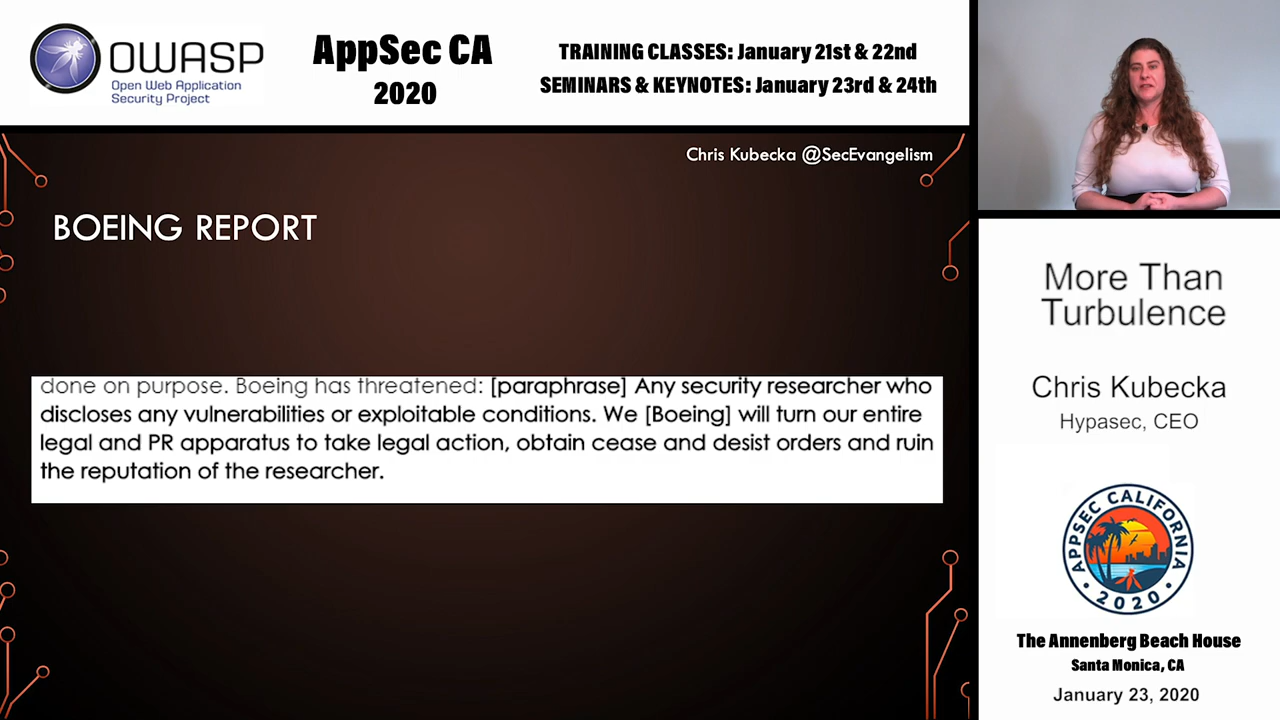 OWASP
Open Web Application
Security Project
AppSec CA
2020
TRAINING CLASSES: January 21st & 22nd
SEMINARS & KEYNOTES: January 23rd & 24th
Chris Kubecka @SecEvangelism
BOEING REPORT
done on purpose. Boeing has threatened: [paraphrase] Any security researcher who
discloses any vulnerabilities or exploitable conditions. We [Boeing] will turn our entire
legal and PR apparatus to take legal action, obtain cease and desist orders and ruin
the reputation of the researcher.
More Than
Turbulence
Chris Kubecka
Hypasec, CEO
APPSEC CALIFORNIA
• 2020 •
The Annenberg Beach House
Santa Monica, CA
January 23, 2020